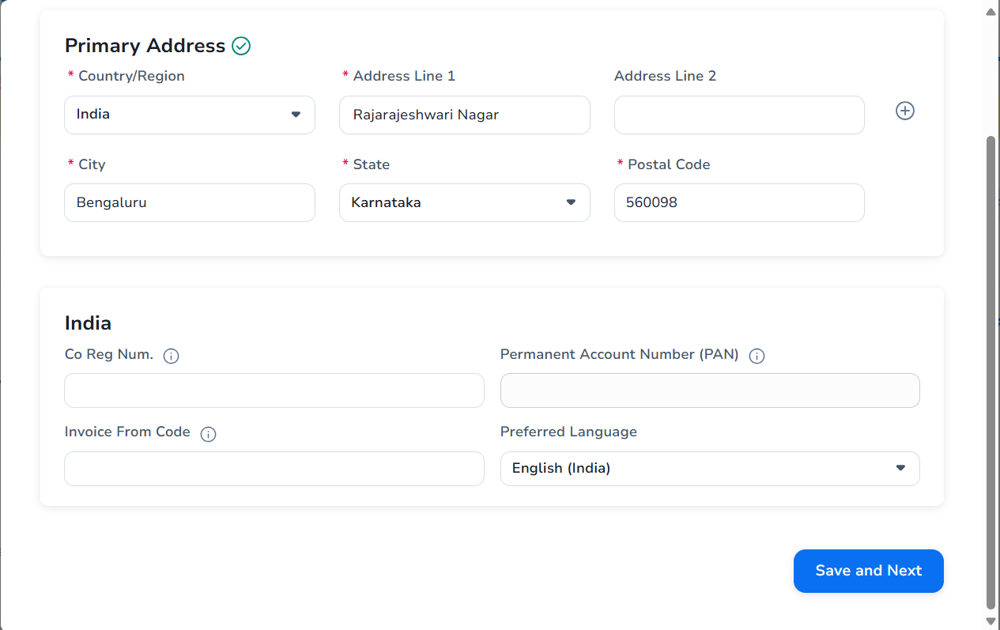 Primary Address
* Country/Region * Address Line 1 Address Line 2
India Rajarajeshwari Nagar
* City * State * Postal Code
Bengaluru Karnataka 560098
India
Co Reg Num. Permanent Account Number (PAN)
Invoice From Code Preferred Language
English (India)
Save and Next